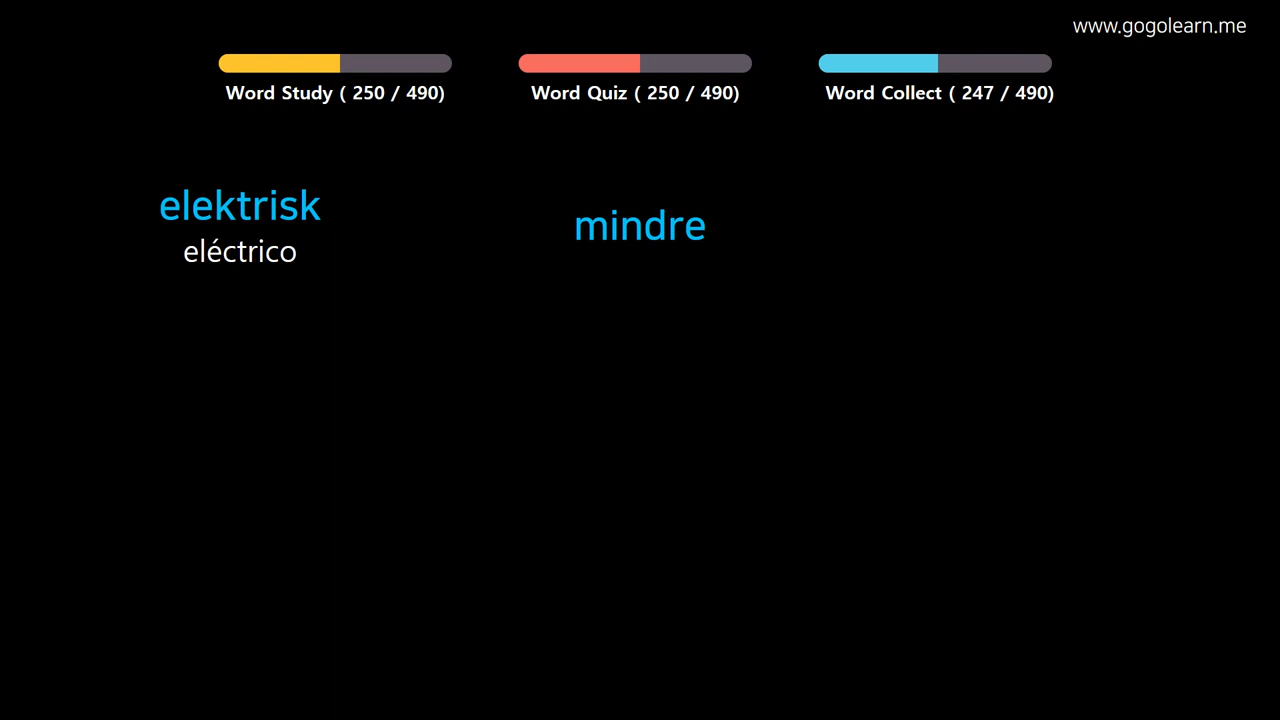 www.gogolearn.me
Word Study ( 250 / 490)
Word Quiz ( 250 / 490)
Word Collect ( 247 / 490)
elektrisk
eléctrico
mindre